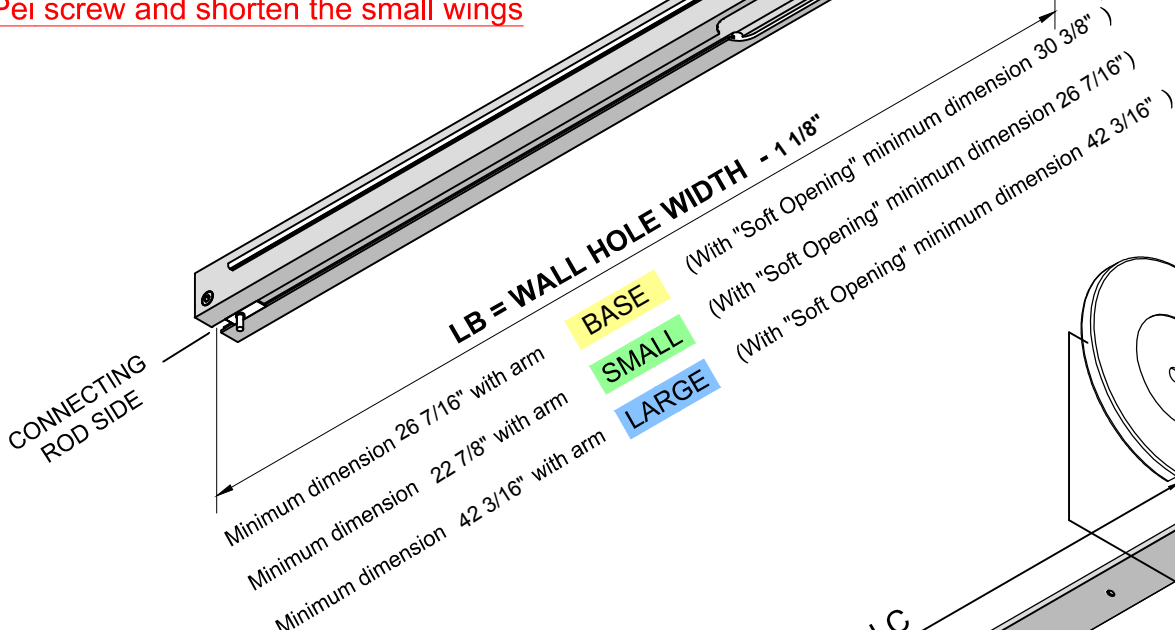 Pei screw and shorten the small wings
LB = WALL HOLE WIDTH - 1 1/8"
Minimum dimension 26 7/16" with arm BASE (With "Soft Opening" minimum dimension 30 3/8" )
Minimum dimension 22 7/8" with arm SMALL (With "Soft Opening" minimum dimension 26 7/16")
Minimum dimension 42 3/16" with arm LARGE (With "Soft Opening" minimum dimension 42 3/16" )
CONNECTING
ROD SIDE
LC